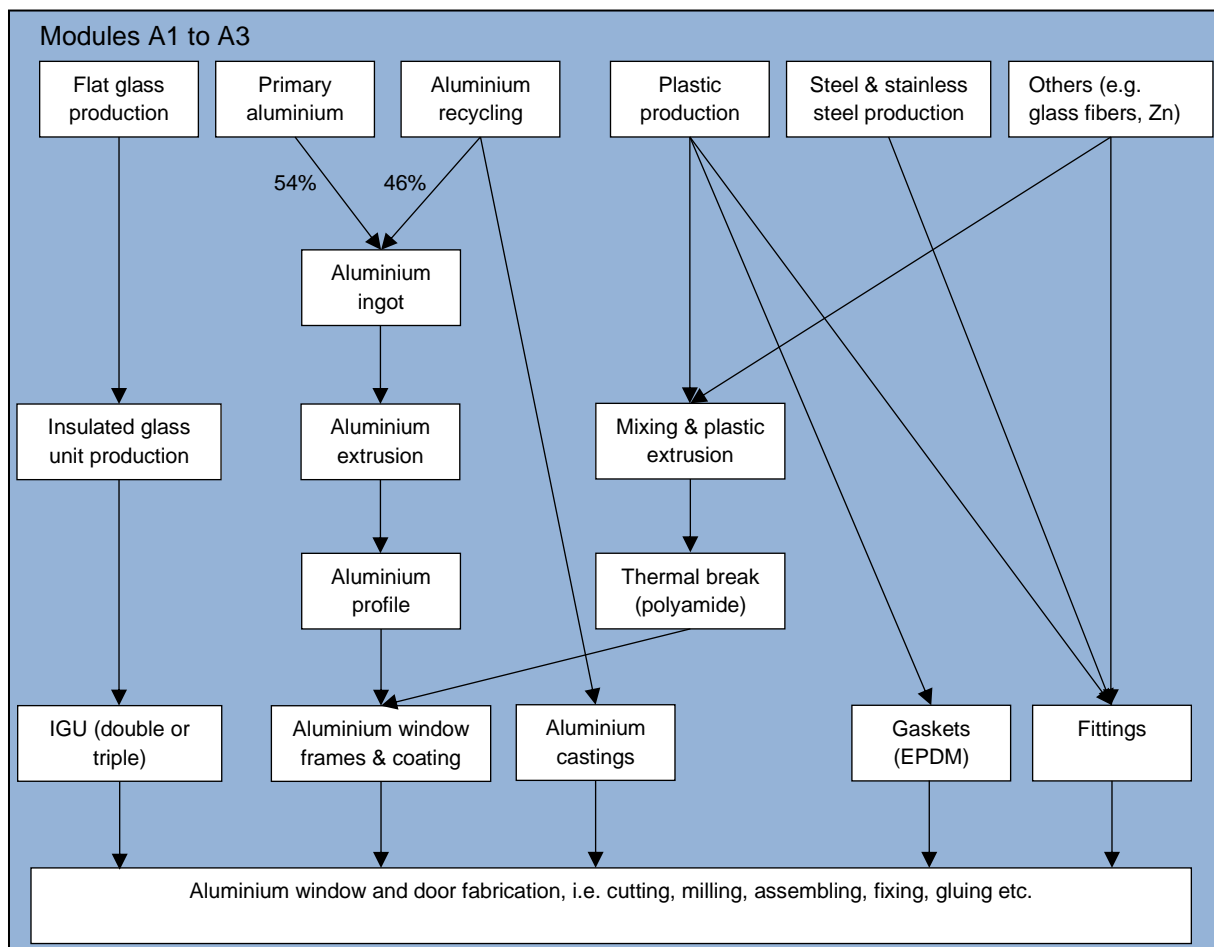 Modules A1 to A3
Flat glass
production
Primary
aluminium
Aluminium
recycling
Plastic
production
Steel & stainless
steel production
Others (e.g.
glass fibers, Zn)
54%
46%
Aluminium
ingot
Insulated glass
unit production
Aluminium
extrusion
Mixing & plastic
extrusion
Aluminium
profile
Thermal break
(polyamide)
IGU (double or
triple)
Aluminium window
frames & coating
Aluminium
castings
Gaskets
(EPDM)
Fittings
Aluminium window and door fabrication, i.e. cutting, milling, assembling, fixing, gluing etc.